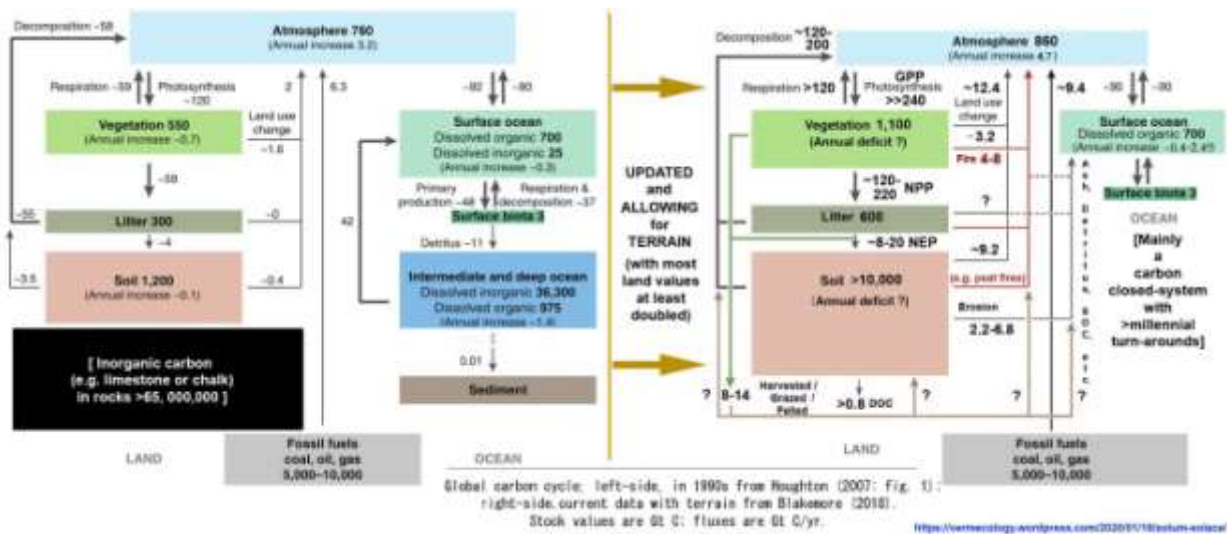 Decomposition ~58
Atmosphere 760
(Annual increase 3.2)
Respiration ~59
Photosynthesis
~120
2
6.3
~90
~90
Vegetation 550
(Annual increase ~0.7)
Land use
change
~1.6
~59
~55
Litter 300
~0
~4
~3.5
Soil 1,200
(Annual increase ~0.1)
~0.4
[ Inorganic carbon
(e.g. limestone or chalk)
in rocks >65, 000,000 ]
LAND
Fossil fuels
coal, oil, gas
5,000–10,000
Surface ocean
Dissolved organic 700
Dissolved inorganic 25
(Annual increase ~0.3)
Primary
production ~48
Respiration &
decomposition ~37
Surface biota 3
42
Detritus ~11
Intermediate and deep ocean
Dissolved inorganic 36,300
Dissolved organic 975
(Annual increase ~1.6)
0.01
Sediment
OCEAN
UPDATED
and
ALLOWING
for
TERRAIN
(with most
land values
at least
doubled)
Decomposition ~120-
200
Atmosphere 860
(Annual increase 4.7)
Respiration >120
GPP
Photosynthesis
>>240
~12.4
Land use
change
~3.2
~9.4
~90
~90
Vegetation 1,100
(Annual deficit ?)
Fire 4-8
~120-
220
NPP
Litter 600
?
~8-20 NEP
~9.2
Soil >10,000
(Annual deficit ?)
(e.g. peat fires)
Erosion
2.2-6.8
Ash, Detritus, SOC, etc
?
8-14
Harvested /
Grazed /
Felled
>0.8 DOC
?
?
?
LAND
Fossil fuels
coal, oil, gas
5,000–10,000
Surface ocean
Dissolved organic 700
Surface biota 3
OCEAN
[Mainly
a
carbon
closed-system
with
>millennial
turn-arounds]
Global carbon cycle; left-side, in 1990s from Houghton (2007: Fig. 1);
right-side,current data with terrain from Blakemore (2018).
Stock values are Gt C; fluxes are Gt C/yr.